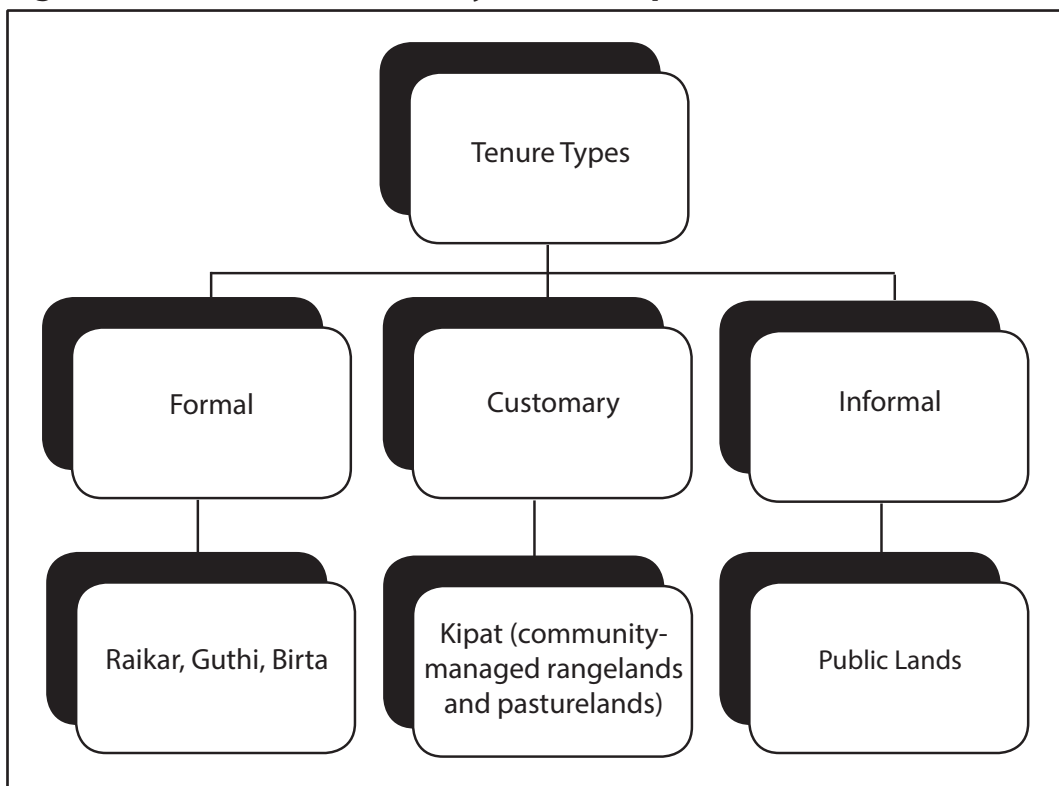 Tenure Types
Formal
Customary
Informal
Raikar, Guthi, Birta
Kipat (community-
managed rangelands
and pasturelands)
Public Lands